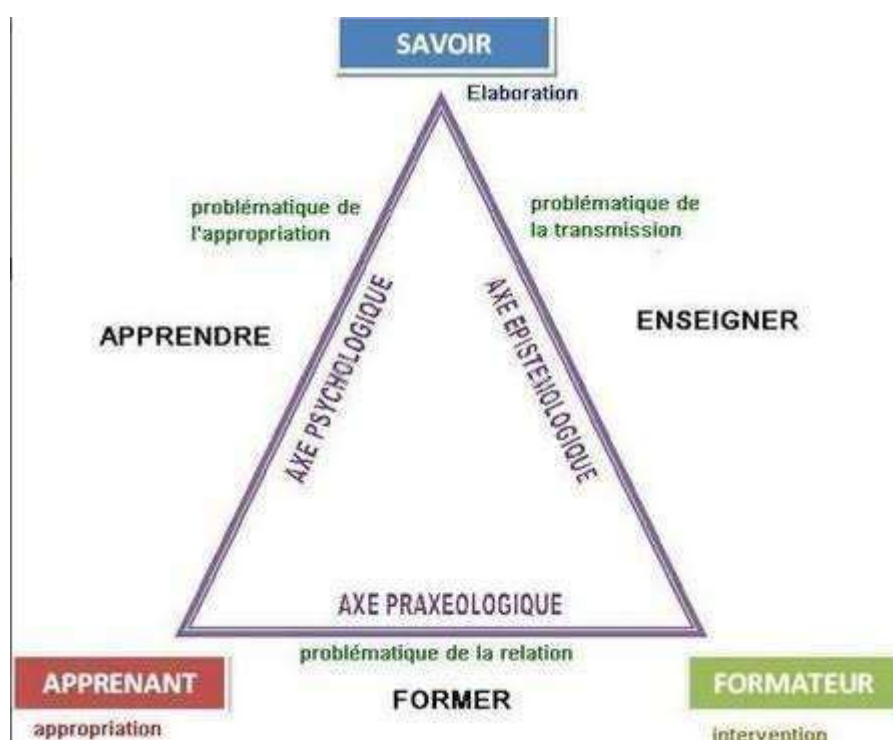 SAVOIR
Elaboration
problématique de
l'appropriation
problématique de
la transmission
APPRENDRE
ENSEIGNER
AXE PSYCHOLOGIQUE
AXE EPISTEMOLOGIQUE
AXE PRAXEOLOGIQUE
problématique de la relation
APPRENANT
FORMER
FORMATEUR
appropriation
intervention